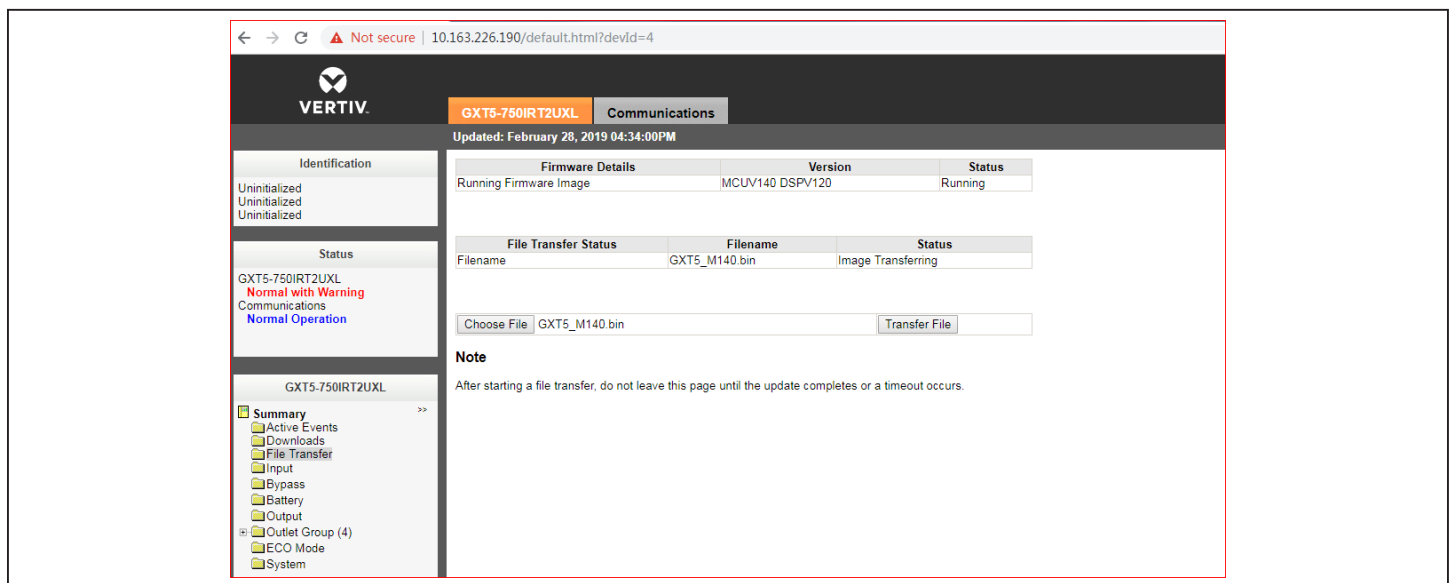 Not secure | 10.163.226.190/default.html?devId=4
VERTIV.
GXT5-750IRT2UXL Communications
Updated: February 28, 2019 04:34:00PM
Identification
Uninitialized
Uninitialized
Uninitialized
Status
GXT5-750IRT2UXL
Normal with Warning
Communications
Normal Operation
GXT5-750IRT2UXL
Summary >>
Active Events
Downloads
File Transfer
Input
Bypass
Battery
Output
Outlet Group (4)
ECO Mode
System
Firmware Details Version Status
Running Firmware Image MCUV140 DSPV120 Running
File Transfer Status Filename Status
Filename GXT5_M140.bin Image Transferring
Choose File GXT5_M140.bin Transfer File
Note
After starting a file transfer, do not leave this page until the update completes or a timeout occurs.